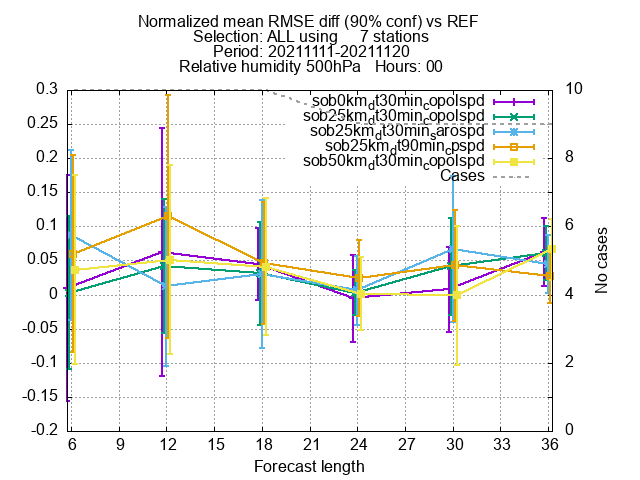 Normalized mean RMSE diff (90% conf) vs REF
Selection: ALL using     7 stations
Period: 20211111-20211120
Relative humidity 500hPa   Hours: 00
0.3
0.25
0.2
0.15
0.1
0.05
0
-0.05
-0.1
-0.15
-0.2
sob0km_dt30min_copolspd
sob25km_dt30min_copolspd
sob25km_dt30min_sarospd
sob25km_dt90min_cpspd
sob50km_dt30min_copolspd
Cases
10
8
6
4
2
0
No cases
6 9 12 15 18 21 24 27 30 33 36
Forecast length